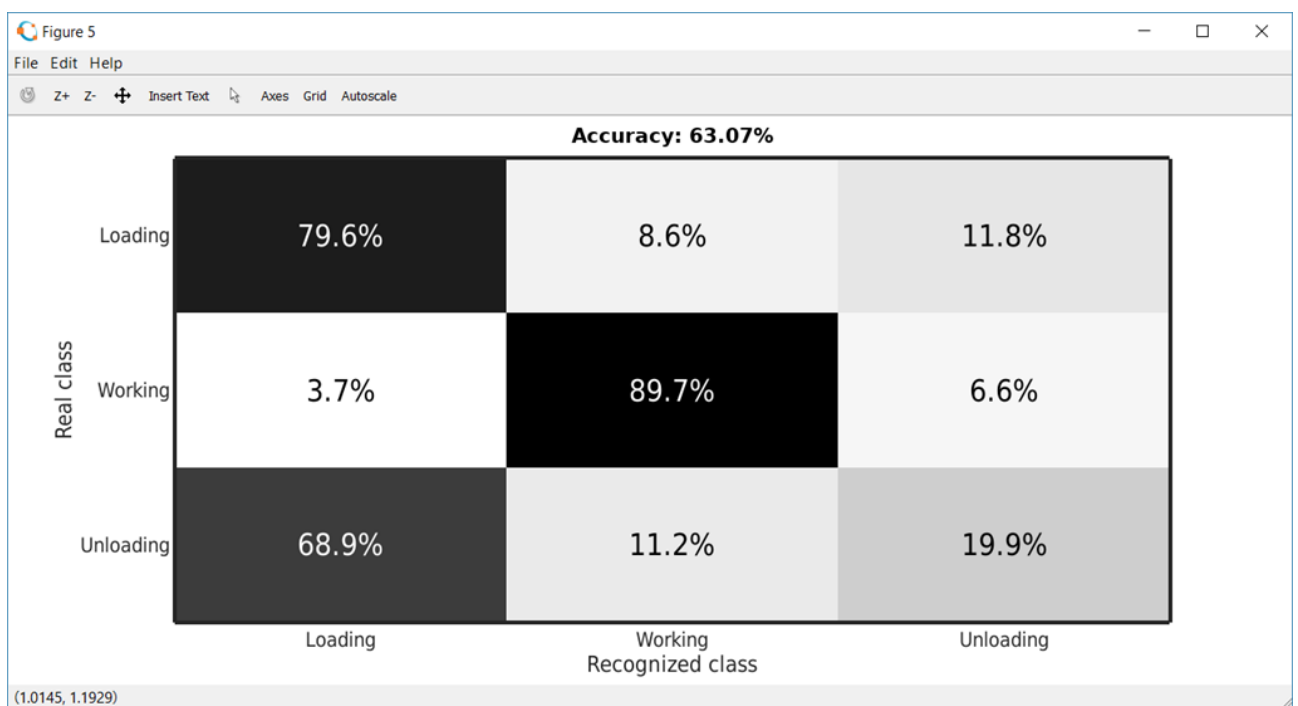 Figure 5
File Edit Help
Z+ Z- Insert Text Axes Grid Autoscale
Accuracy: 63.07%
Loading 79.6% 8.6% 11.8%
Real class
Working 3.7% 89.7% 6.6%
Unloading 68.9% 11.2% 19.9%
Loading Working Unloading
Recognized class
(1.0145, 1.1929)